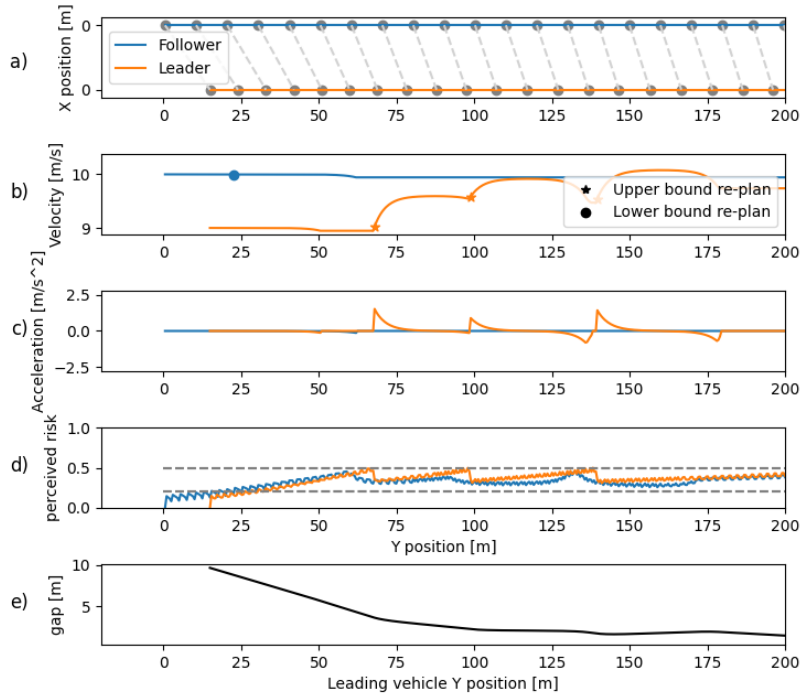 a)
X position [m]
0
0
Follower
Leader
0 25 50 75 100 125 150 175 200
b)
Velocity [m/s]
10
9
Upper bound re-plan
Lower bound re-plan
0 25 50 75 100 125 150 175 200
c)
Acceleration [m/s^2]
2.5
0.0
−2.5
0 25 50 75 100 125 150 175 200
d)
perceived risk
1.0
0.5
0.0
0 25 50 75 100 125 150 175 200
Y position [m]
e)
gap [m]
10
5
0 25 50 75 100 125 150 175 200
Leading vehicle Y position [m]